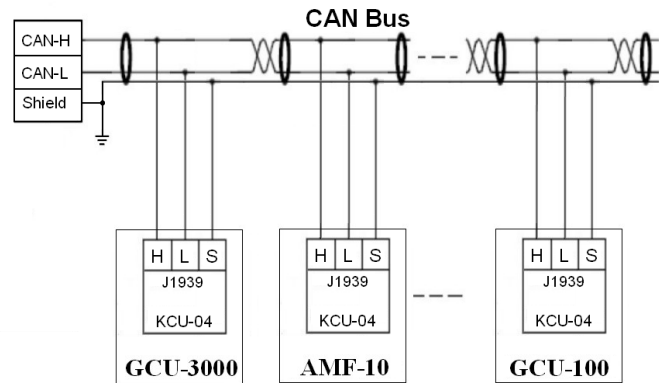 CAN Bus
CAN-H
CAN-L
Shield
H L S
J1939
KCU-04
GCU-3000
H L S
J1939
KCU-04
AMF-10
H L S
J1939
KCU-04
GCU-100